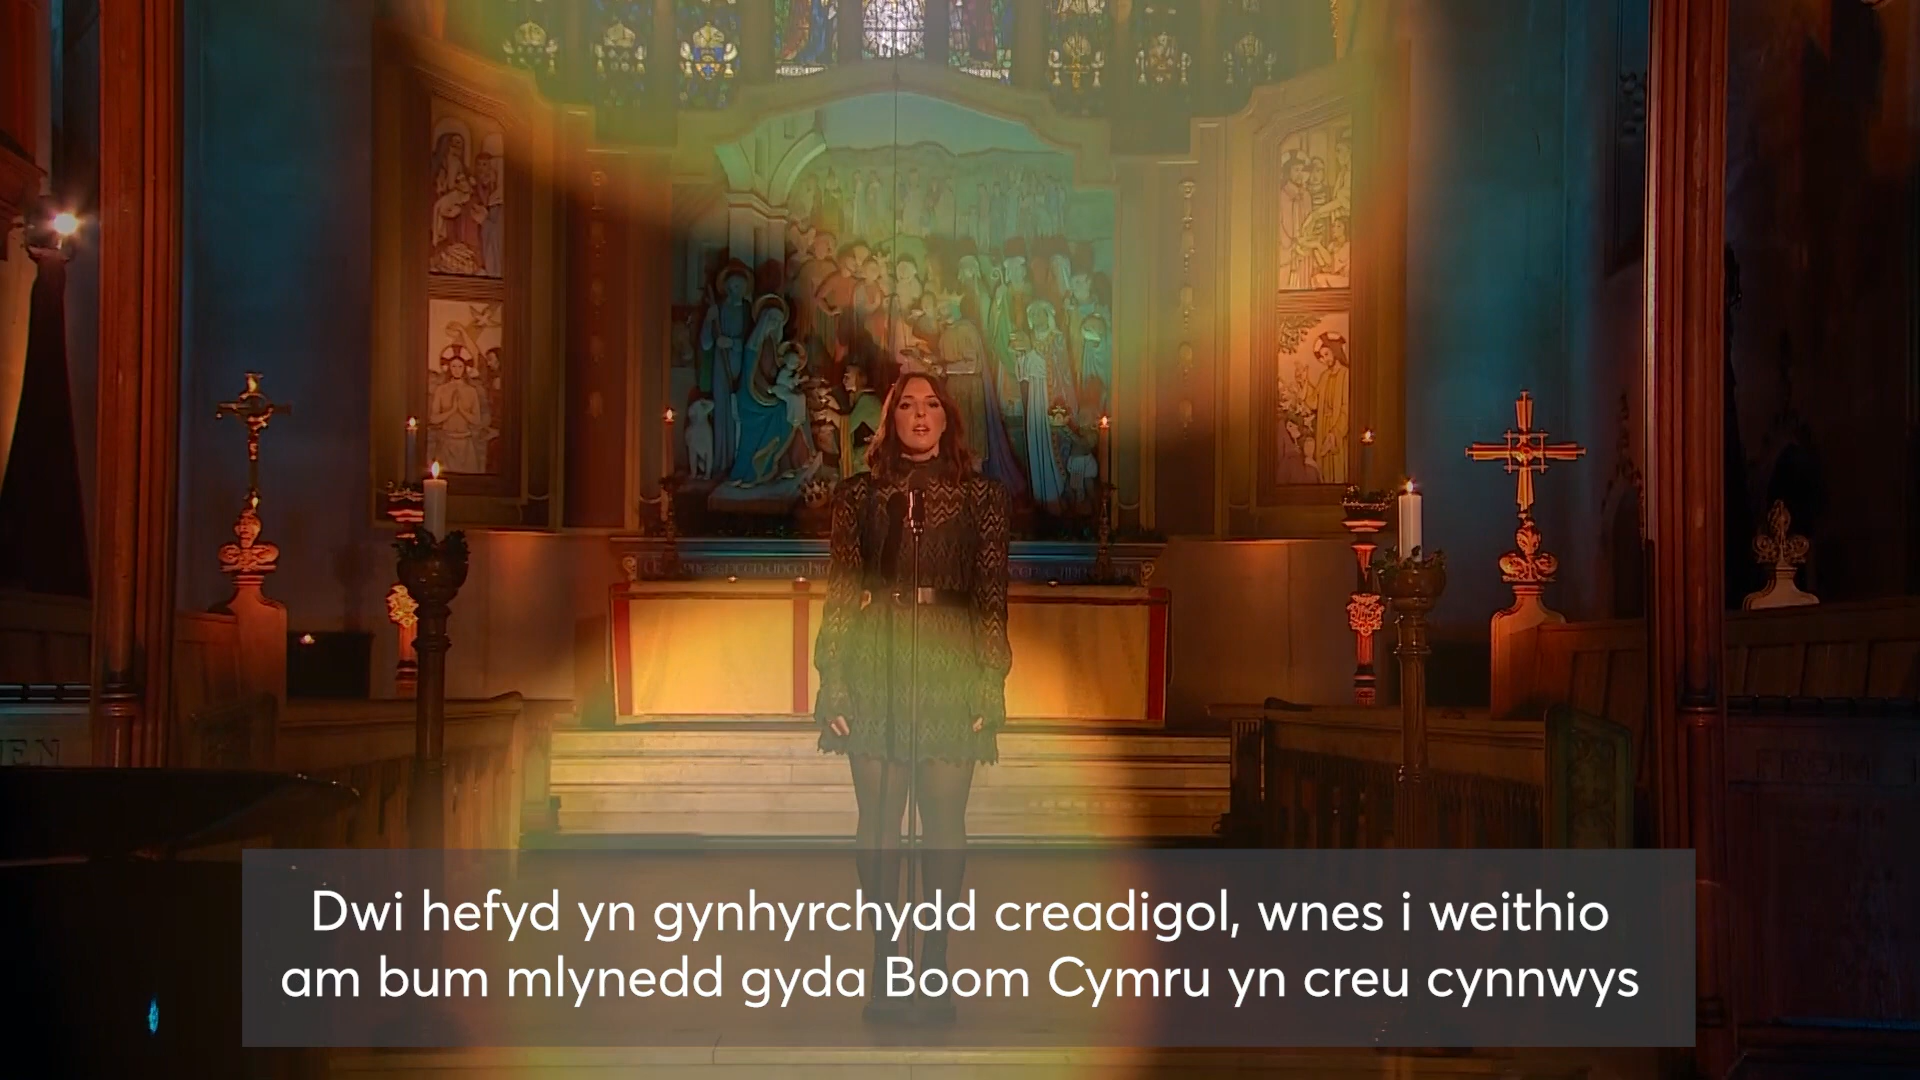 Dwi hefyd yn gynhyrchydd creadigol, wnes i weithio
am bum mlynedd gyda Boom Cymru yn creu cynnwys